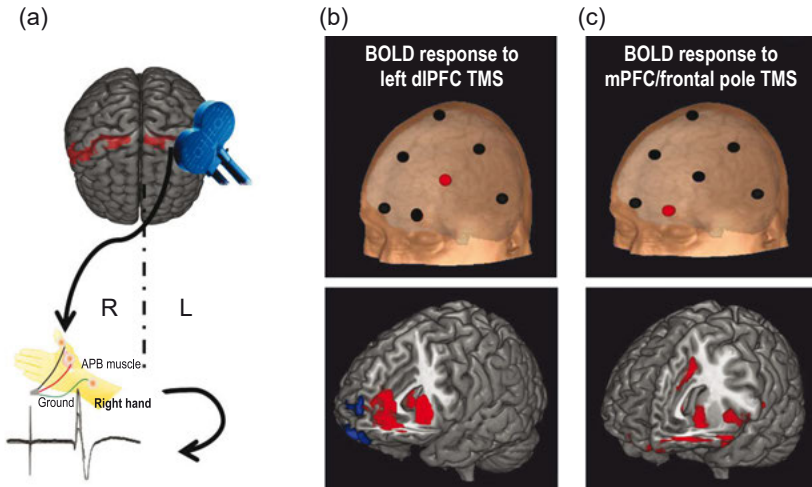 (a)
R
L
APB muscle
Ground
Right hand
(b)
BOLD response to
left dlPFC TMS
(c)
BOLD response to
mPFC/frontal pole TMS